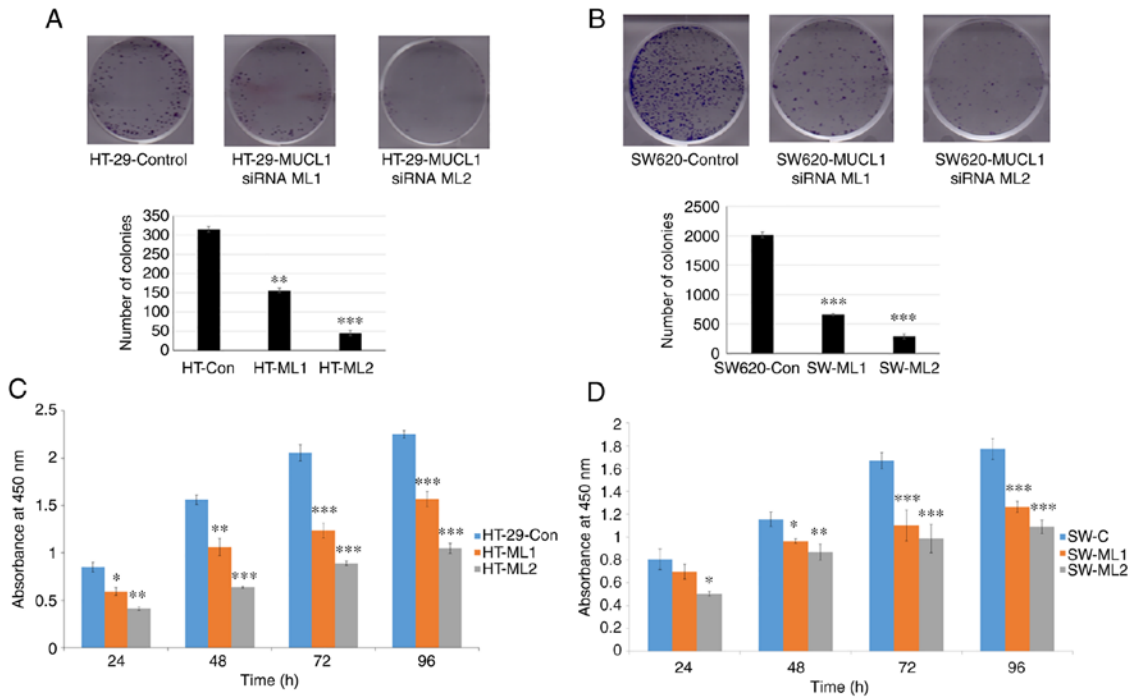 A
HT-29-Control
HT-29-MUCL1
siRNA ML1
HT-29-MUCL1
siRNA ML2
Number of colonies
350
300
250
200
150
100
50
0
**
***
HT-Con HT-ML1 HT-ML2
B
SW620-Control
SW620-MUCL1
siRNA ML1
SW620-MUCL1
siRNA ML2
Number of colonies
2500
2000
1500
1000
500
0
***
***
SW620-Con SW-ML1 SW-ML2
C
Absorbance at 450 nm
2.5
2
1.5
1
0.5
0
*
**
**
***
***
***
***
***
24 48 72 96
Time (h)
HT-29-Con
HT-ML1
HT-ML2
D
Absorbance at 450 nm
2
1.8
1.6
1.4
1.2
1.0
0.8
0.6
0.4
0.2
0
*
*
**
***
***
***
***
24 48 72 96
Time (h)
SW-C
SW-ML1
SW-ML2